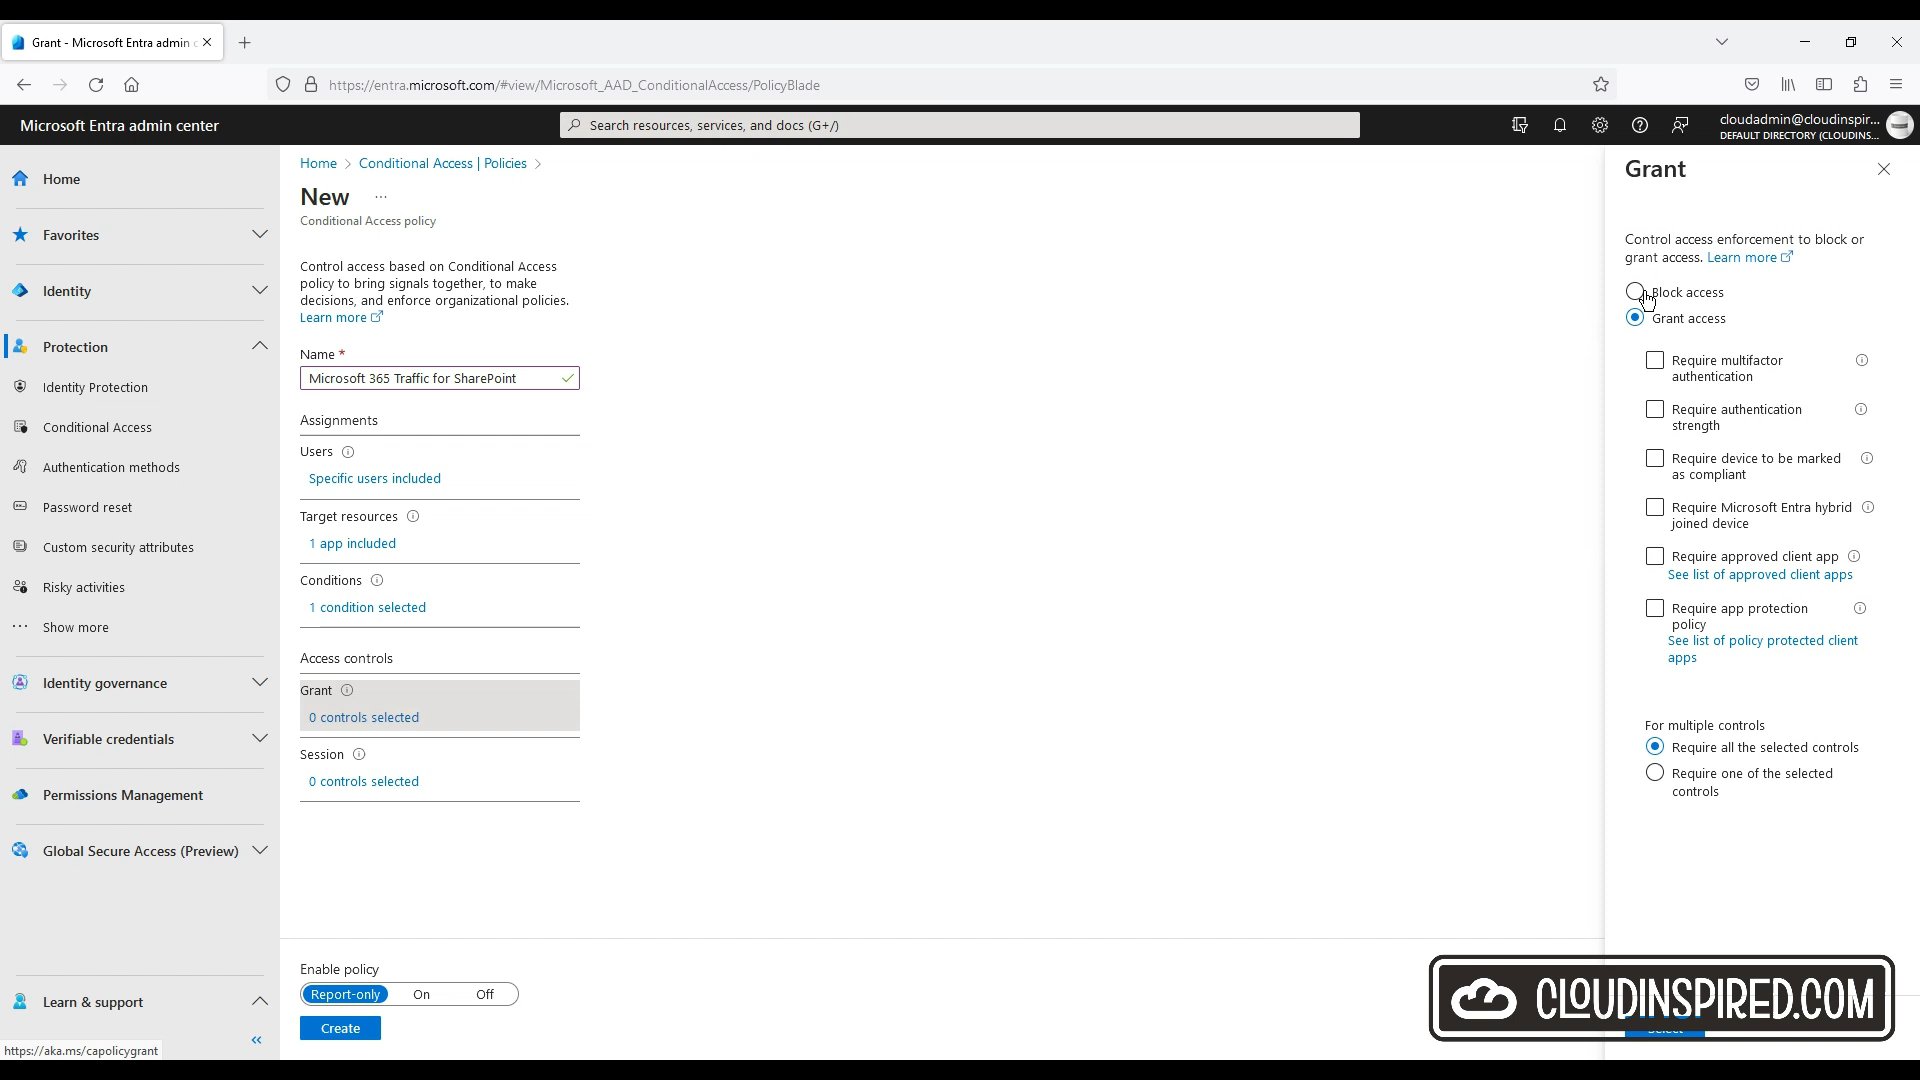 Grant - Microsoft Entra admin c
https://entra.microsoft.com/#view/Microsoft_AAD_ConditionalAccess/PolicyBlade
Microsoft Entra admin center
Search resources, services, and docs (G+/)
cloudadmin@cloudinspir...
DEFAULT DIRECTORY (CLOUDINS...
Home
Favorites
Identity
Protection
Identity Protection
Conditional Access
Authentication methods
Password reset
Custom security attributes
Risky activities
Show more
Identity governance
Verifiable credentials
Permissions Management
Global Secure Access (Preview)
Learn & support
https://aka.ms/capolicygrant
Home > Conditional Access | Policies >
New ...
Conditional Access policy
Control access based on Conditional Access
policy to bring signals together, to make
decisions, and enforce organizational policies.
Learn more
Name *
Microsoft 365 Traffic for SharePoint
Assignments
Users
Specific users included
Target resources
1 app included
Conditions
1 condition selected
Access controls
Grant
0 controls selected
Session
0 controls selected
Enable policy
Report-only On Off
Create
Grant
Control access enforcement to block or
grant access. Learn more
Block access
Grant access
Require multifactor
authentication
Require authentication
strength
Require device to be marked
as compliant
Require Microsoft Entra hybrid
joined device
Require approved client app
See list of approved client apps
Require app protection
policy
See list of policy protected client
apps
For multiple controls
Require all the selected controls
Require one of the selected
controls
CLOUDINSPIRED.COM
Select